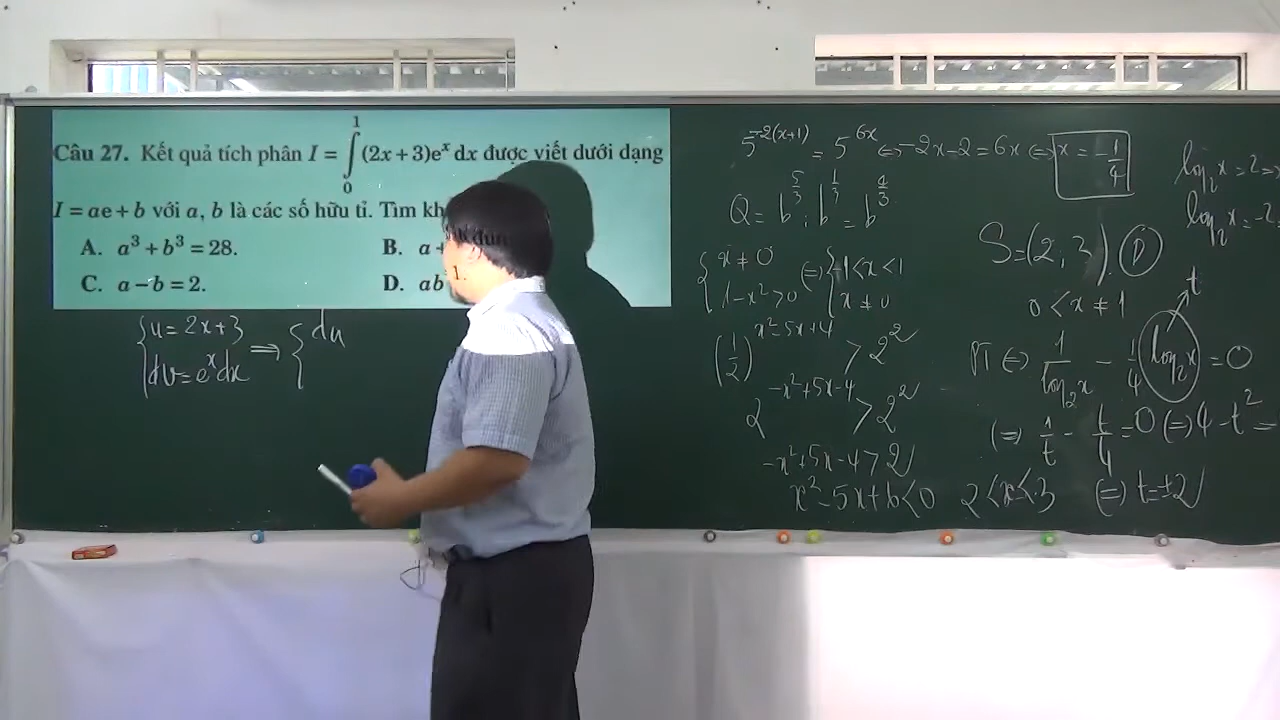 Câu 27. Kết quả tích phân I = ∫₀¹ (2x + 3)eˣ dx được viết dưới dạng
I = ae + b với a, b là các số hữu tỉ. Tìm
A. a³ + b³ = 28.
B. a +
C. a − b = 2.
D. ab 1.
{u = 2x+3
{dv = eˣdx
⇒ { du
5^(-2(x+1)) = 5^(6x) ⇔ -2x-2 = 6x ⇔ x = -1/4
Q = b^(5/3) : b^(1/3) = b^(4/3)
{x ≠ 0
{1-x² > 0
⇔ {-1<x<1
{x ≠ 0
(1/2)^(x²-5x+4) > 2²
2^(-x²+5x-4) > 2²
-x²+5x-4 > 2
x²-5x+6 < 0 2<x<3
log₂x = 2 =>
log₂x = -2
S = (2; 3). D
0 < x ≠ 1
t
PT ⇔ 1/log₂x - 1/4 log₂x = 0
⇔ 1/t - t/4 = 0 ⇔ 4 - t² =
⇔ t = ±2